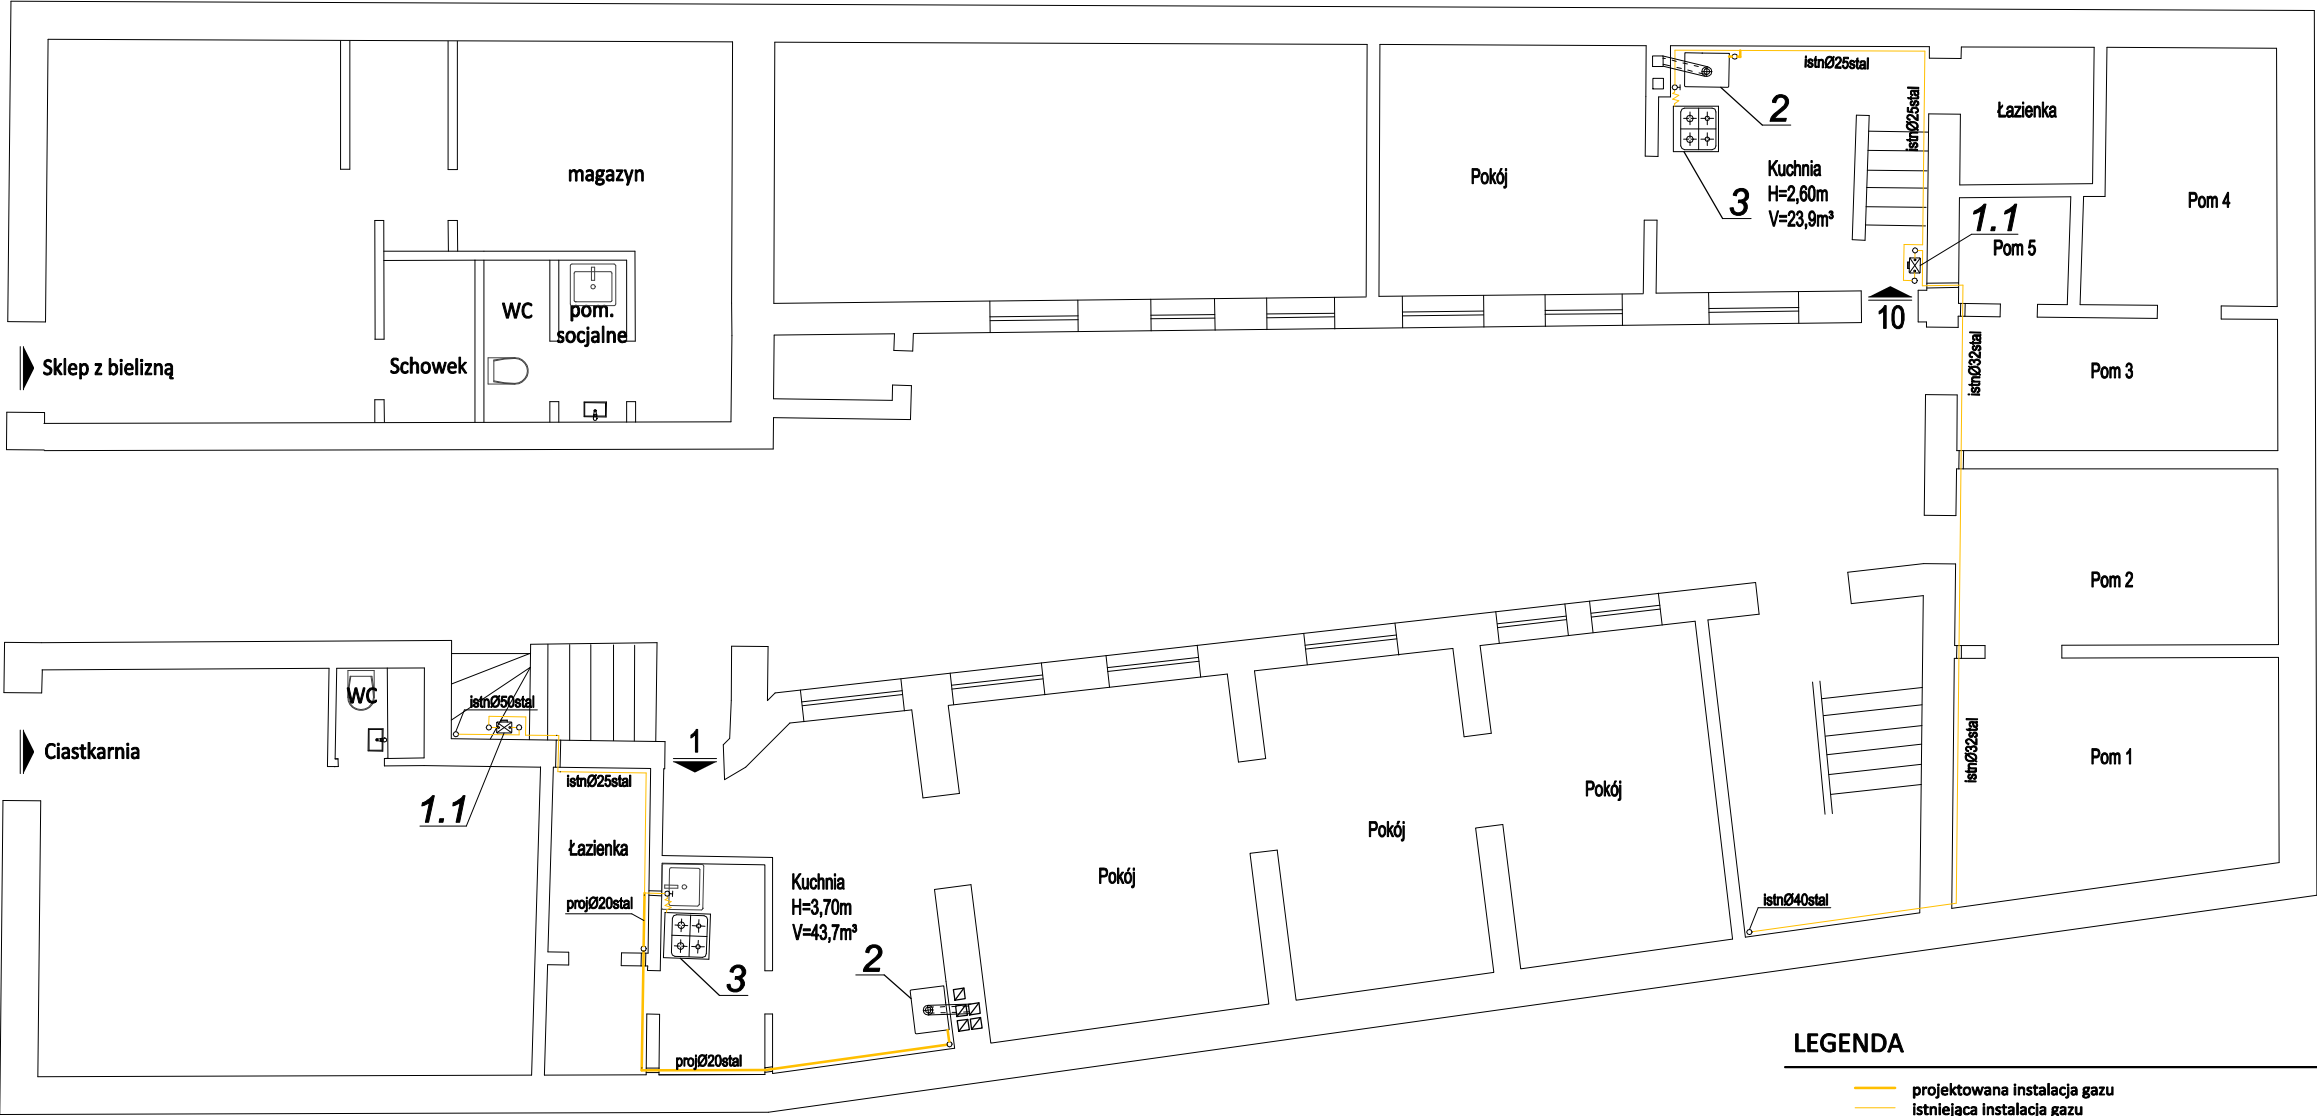 istnØ25stal
2
istnØ25stal
Łazienka
magazyn
Pokój
Kuchnia
H=2,60m
V=23,9m³
3
Pom 4
1.1
Pom 5
WC
pom.
socjalne
10
Schowek
Sklep z bielizną
istnØ32stal
Pom 3
Pom 2
WC
istnØ50stal
Ciastkarnia
1
istnØ25stal
1.1
istnØ32stal
Pom 1
Pokój
Pokój
Łazienka
Pokój
Kuchnia
H=3,70m
V=43,7m³
projØ20stal
istnØ40stal
2
3
projØ20stal
LEGENDA
projektowana instalacja gazu
istniejąca instalacja gazu